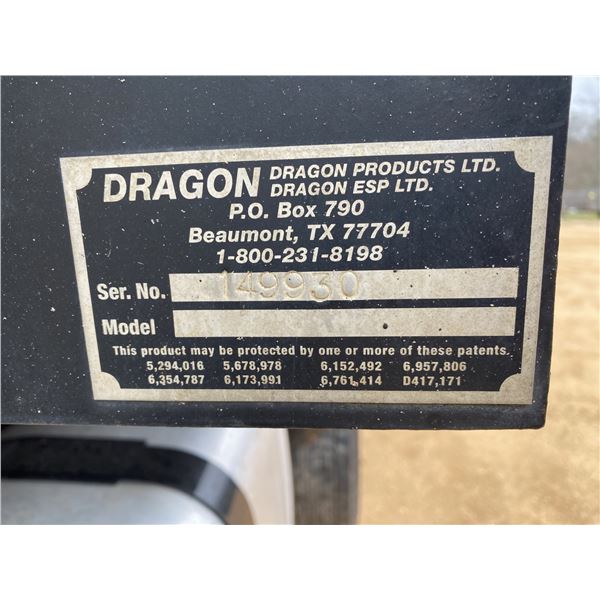 DRAGON DRAGON PRODUCTS LTD.
DRAGON ESP LTD.
P.O. Box 790
Beaumont, TX 77704
1-800-231-8198
Ser. No. 149930
Model
This product may be protected by one or more of these patents.
5,294,016 5,678,978 6,152,492 6,957,806
6,354,787 6,173,991 6,761,414 D417,171